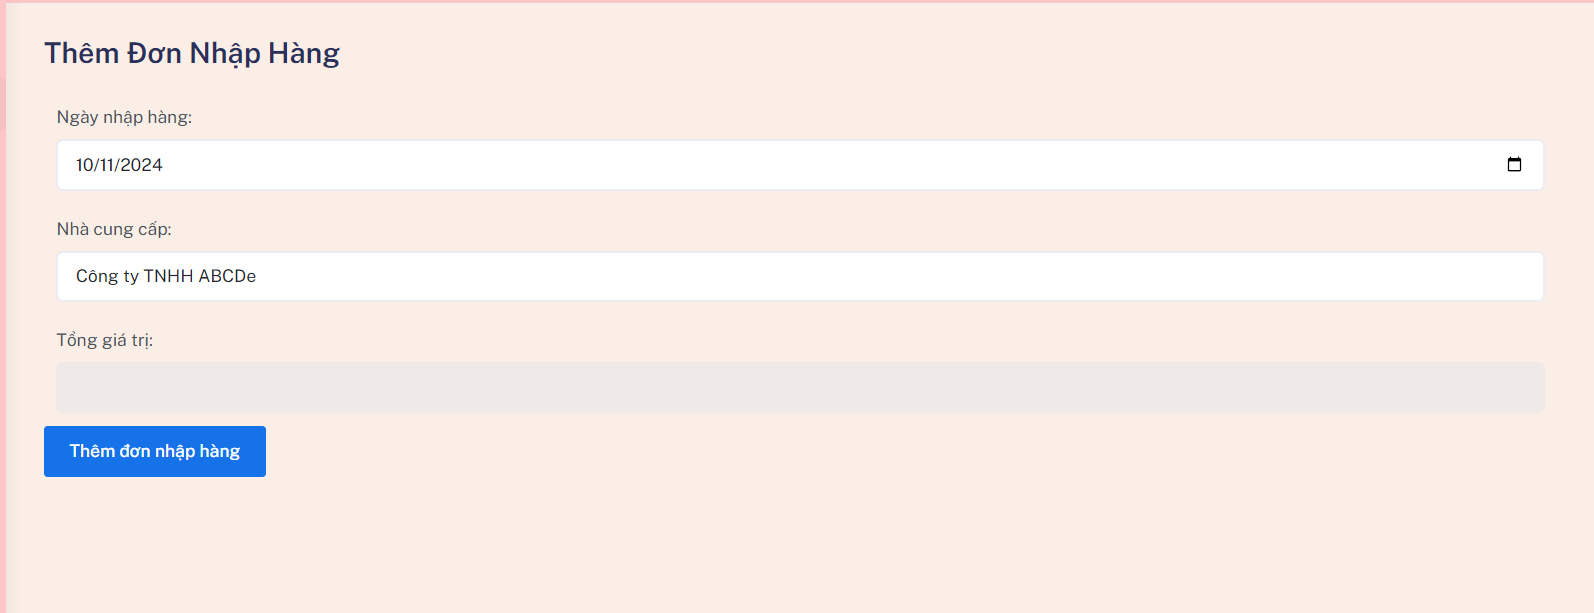 Thêm Đơn Nhập Hàng
Ngày nhập hàng:
10/11/2024
Nhà cung cấp:
Công ty TNHH ABCDe
Tổng giá trị:
Thêm đơn nhập hàng